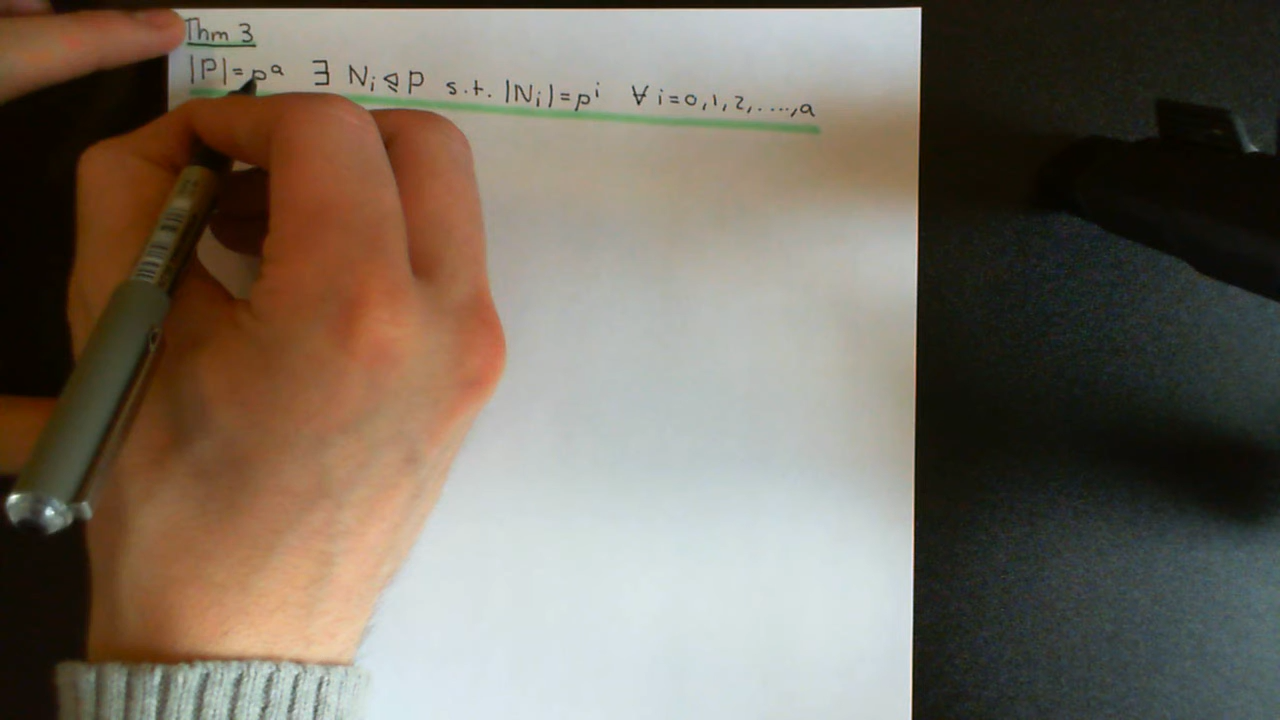 Thm 3
|P|=pᵃ ∃ Nᵢ⊴P s.t. |Nᵢ|=pⁱ ∀ i=0,1,2,....,a